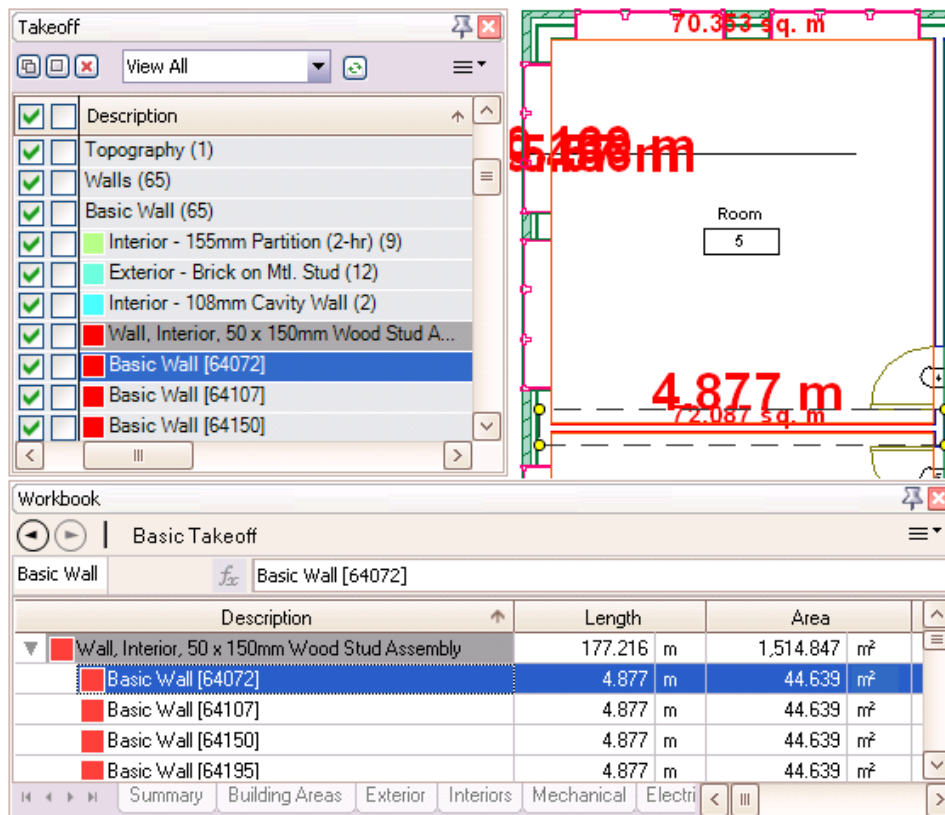 Takeoff
View All
Description
Topography (1)
Walls (65)
Basic Wall (65)
Interior - 155mm Partition (2-hr) (9)
Exterior - Brick on Mtl. Stud (12)
Interior - 108mm Cavity Wall (2)
Wall, Interior, 50 x 150mm Wood Stud A...
Basic Wall [64072]
Basic Wall [64107]
Basic Wall [64150]
70.353 sq. m
Room
5
4.877 m
72.087 sq. m
Workbook
Basic Takeoff
Basic Wall fx Basic Wall [64072]
Description Length Area
Wall, Interior, 50 x 150mm Wood Stud Assembly 177.216 m 1,514.847 m²
Basic Wall [64072] 4.877 m 44.639 m²
Basic Wall [64107] 4.877 m 44.639 m²
Basic Wall [64150] 4.877 m 44.639 m²
Basic Wall [64195] 4.877 m 44.639 m²
Summary Building Areas Exterior Interiors Mechanical Electri